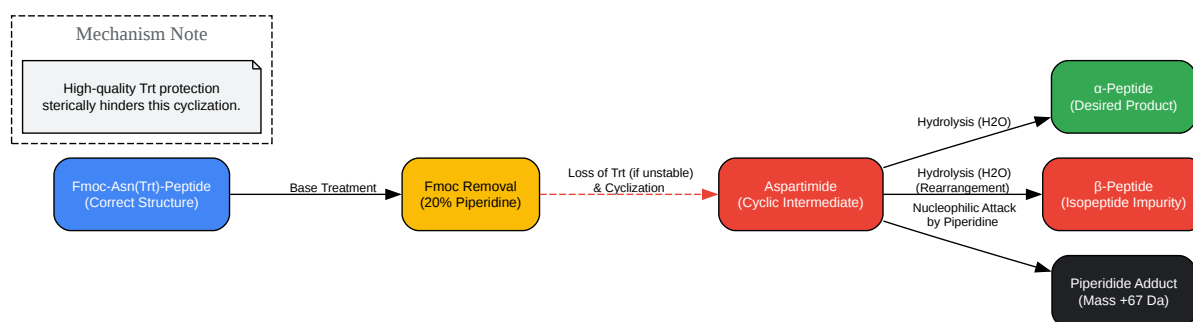 Mechanism Note
High-quality Trt protection
sterically hinders this cyclization.
Fmoc-Asn(Trt)-Peptide
(Correct Structure)
Base Treatment
Fmoc Removal
(20% Piperidine)
Loss of Trt (if unstable)
& Cyclization
Aspartimide
(Cyclic Intermediate)
Hydrolysis (H2O)
α-Peptide
(Desired Product)
Hydrolysis (H2O)
(Rearrangement)
β-Peptide
(Isopeptide Impurity)
Nucleophilic Attack
by Piperidine
Piperidide Adduct
(Mass +67 Da)